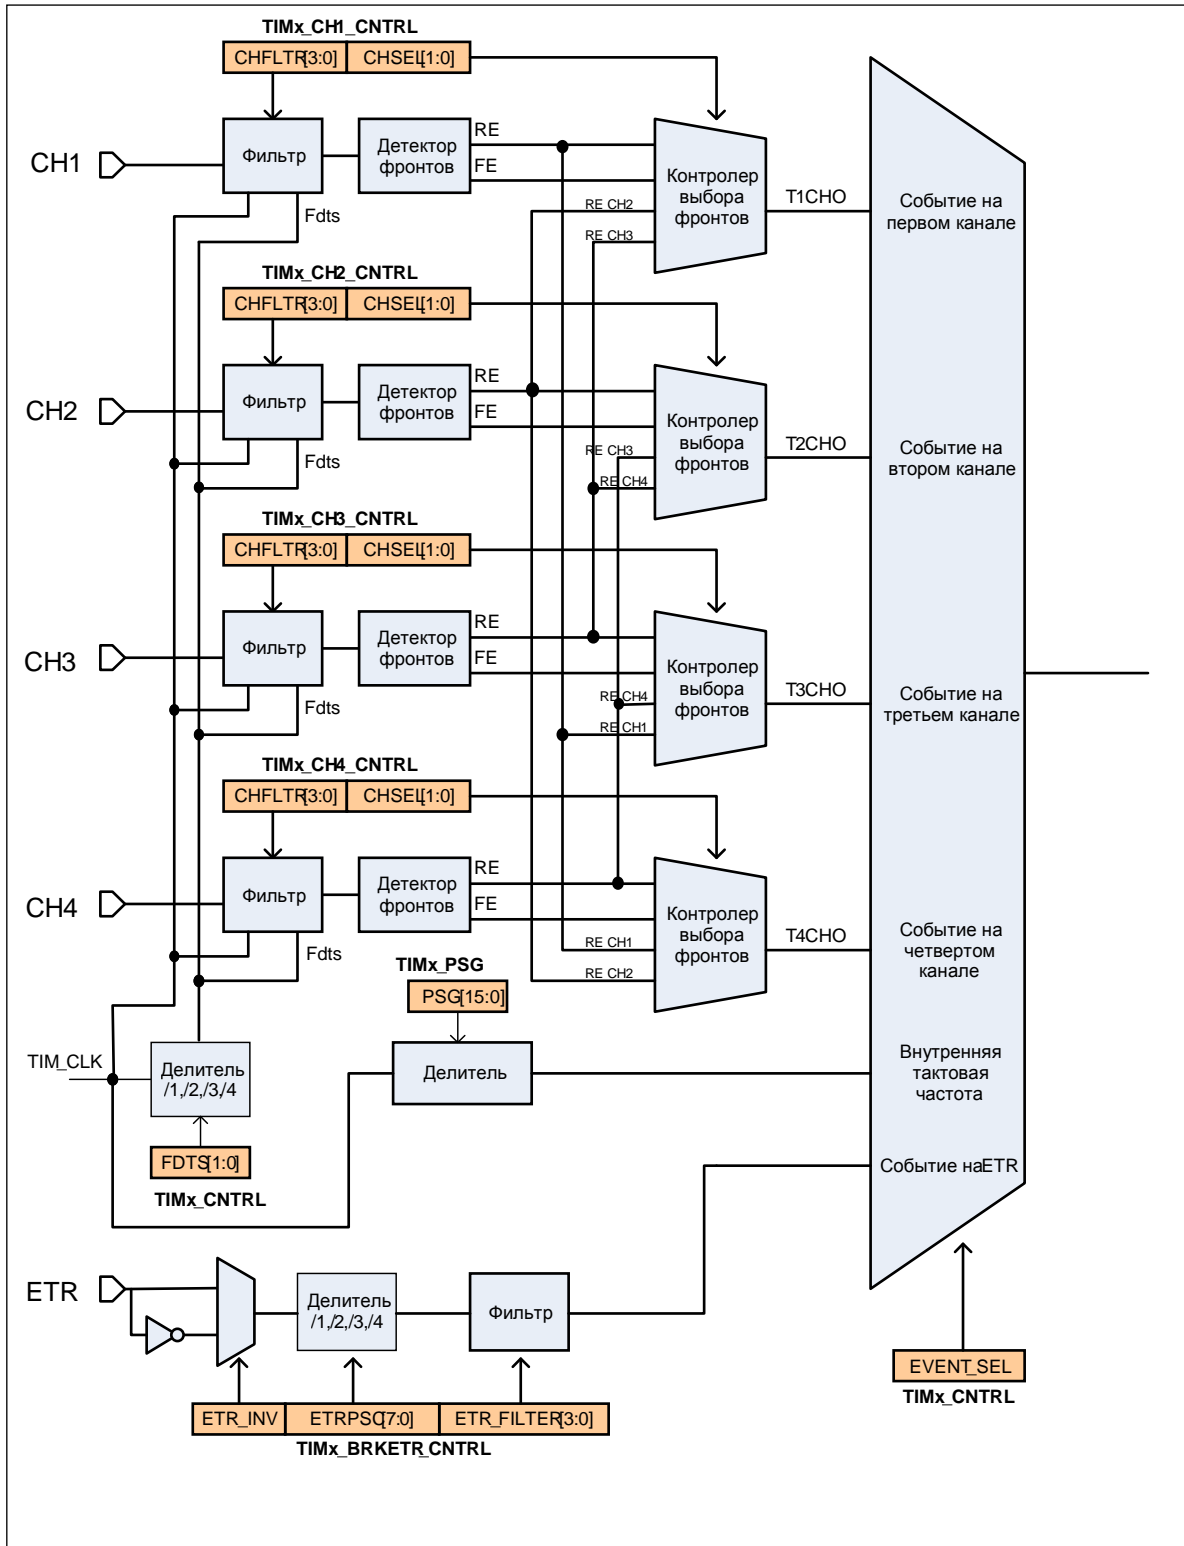 TIMx_CH1_CNTRL
CHFLTR[3:0] CHSEL[1:0]
CH1
Фильтр
Детектор
фронтов
RE
FE
RE CH2
RE CH3
Контролер
выбора
фронтов
T1CHO
Событие на
первом канале
Fdts
TIMx_CH2_CNTRL
CHFLTR[3:0] CHSEL[1:0]
CH2
Фильтр
Детектор
фронтов
RE
FE
RE CH3
RE CH4
Контролер
выбора
фронтов
T2CHO
Событие на
втором канале
Fdts
TIMx_CH3_CNTRL
CHFLTR[3:0] CHSEL[1:0]
CH3
Фильтр
Детектор
фронтов
RE
FE
RE CH4
RE CH1
Контролер
выбора
фронтов
T3CHO
Событие на
третьем канале
Fdts
TIMx_CH4_CNTRL
CHFLTR[3:0] CHSEL[1:0]
CH4
Фильтр
Детектор
фронтов
RE
FE
RE CH1
RE CH2
Контролер
выбора
фронтов
T4CHO
Событие на
четвертом
канале
Fdts
TIMx_PSG
PSG[15:0]
TIM_CLK
Делитель
/1,/2,/3,/4
Делитель
Внутренняя
тактовая
частота
FDTS[1:0]
TIMx_CNTRL
Событие наETR
ETR
Делитель
/1,/2,/3,/4
Фильтр
ETR_INV ETRPSC[7:0] ETR_FILTER[3:0]
TIMx_BRKETR_CNTRL
EVENT_SEL
TIMx_CNTRL